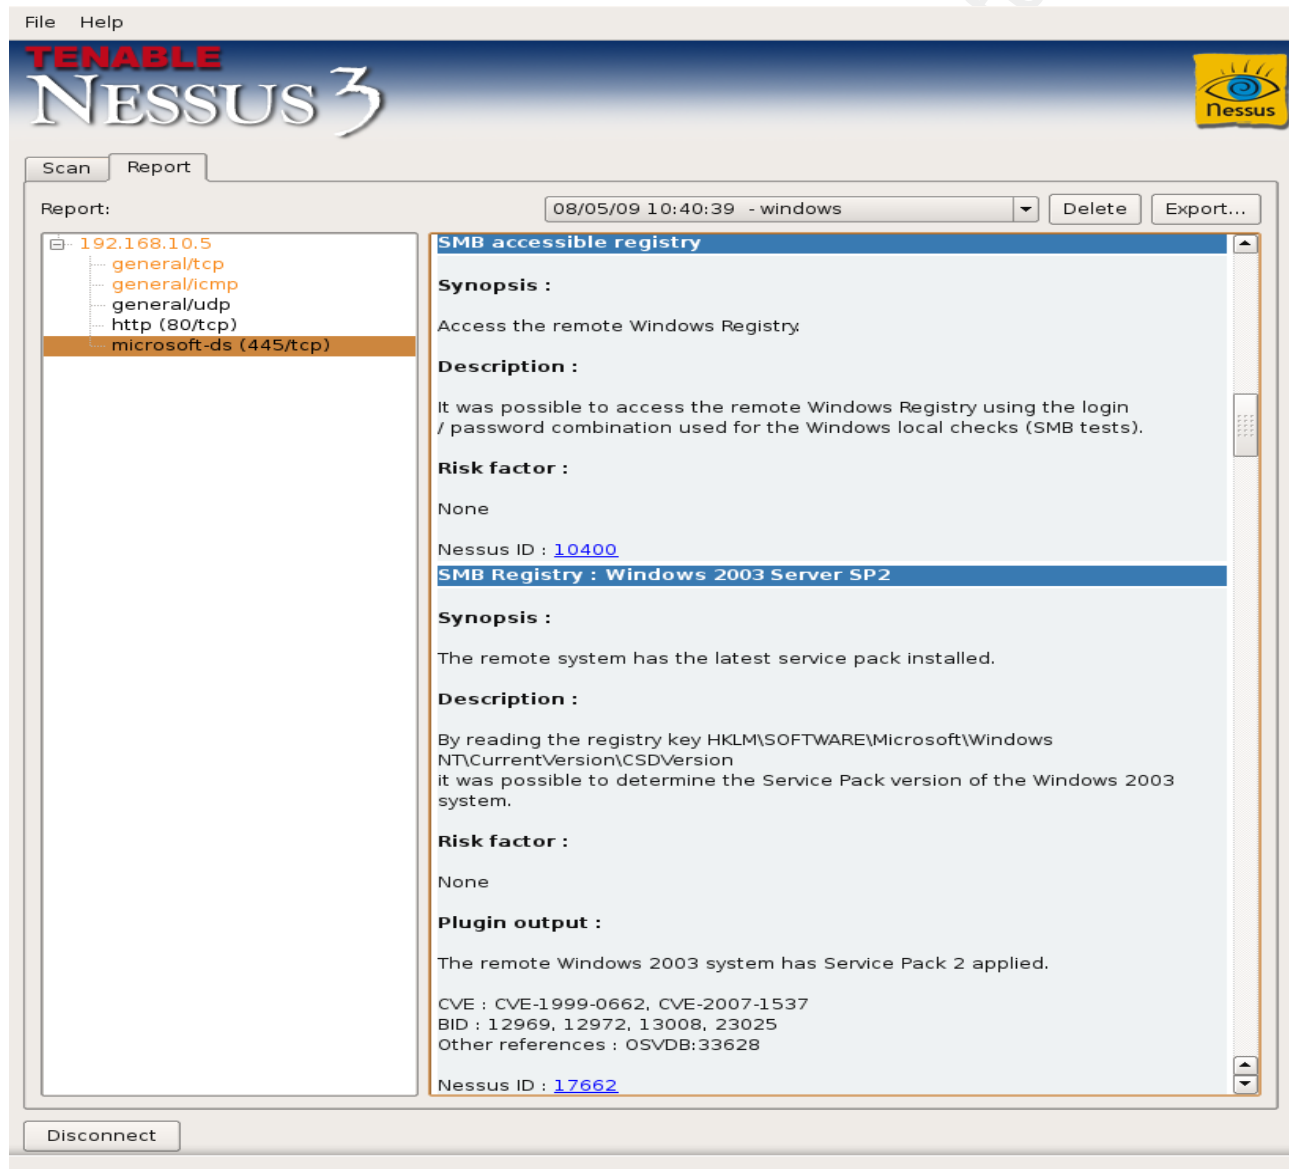 File Help
TENABLE
NESSUS 3
Nessus
Scan Report
Report: 08/05/09 10:40:39 - windows Delete Export...
192.168.10.5
general/tcp
general/icmp
general/udp
http (80/tcp)
microsoft-ds (445/tcp)
SMB accessible registry
Synopsis :
Access the remote Windows Registry.
Description :
It was possible to access the remote Windows Registry using the login
/ password combination used for the Windows local checks (SMB tests).
Risk factor :
None
Nessus ID : 10400
SMB Registry : Windows 2003 Server SP2
Synopsis :
The remote system has the latest service pack installed.
Description :
By reading the registry key HKLM\SOFTWARE\Microsoft\Windows
NT\CurrentVersion\CSDVersion
it was possible to determine the Service Pack version of the Windows 2003
system.
Risk factor :
None
Plugin output :
The remote Windows 2003 system has Service Pack 2 applied.
CVE : CVE-1999-0662, CVE-2007-1537
BID : 12969, 12972, 13008, 23025
Other references : OSVDB:33628
Nessus ID : 17662
Disconnect